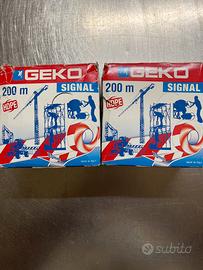 GEKO
200 m
SIGNAL
HDPE
GEKO
200 m
SIGNAL
HDPE
subito